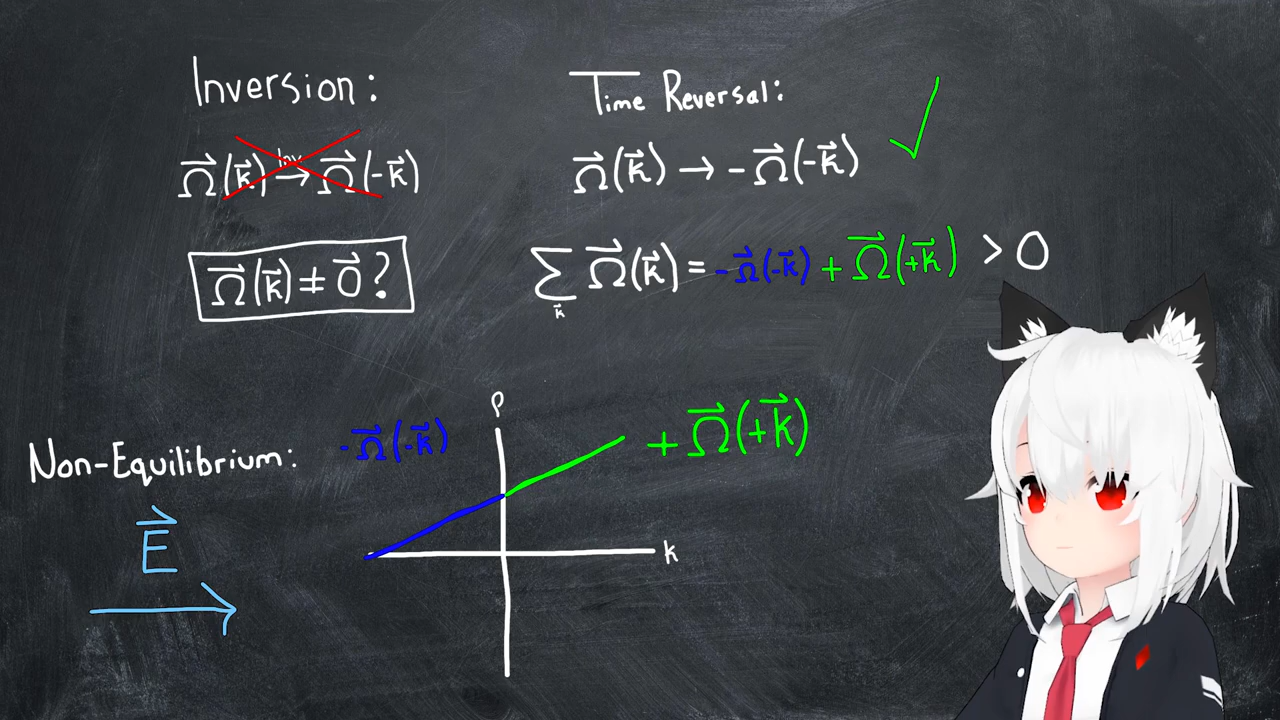 Inversion:
Ω⃗(k⃗) → Ω⃗(-k⃗)
Ω⃗(k⃗) ≠ 0⃗ ?
Time Reversal:
Ω⃗(k⃗) → -Ω⃗(-k⃗)
∑ₖ⃗ Ω⃗(k⃗) = -Ω⃗(-k⃗) + Ω⃗(+k⃗) > 0
Non-Equilibrium:
E⃗
-Ω⃗(-k⃗)
ρ
+Ω⃗(+k⃗)
k